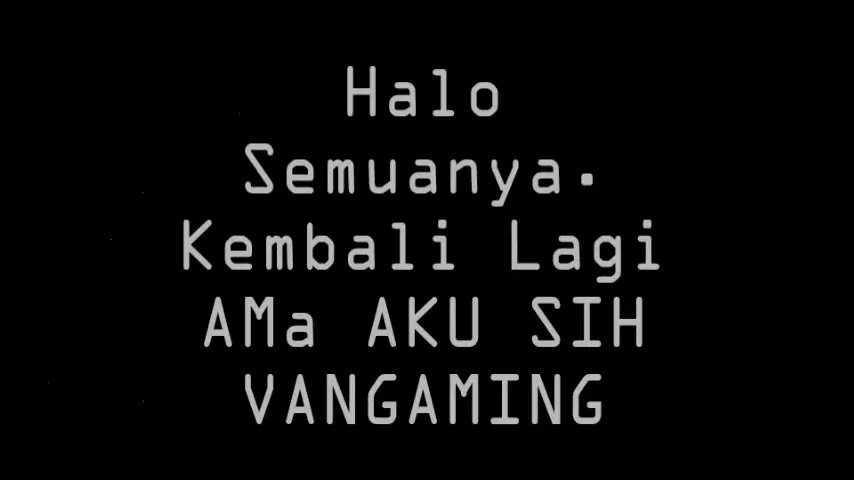 Halo
Semuanya.
Kembali Lagi
AMa AKU SIH
VANGAMING